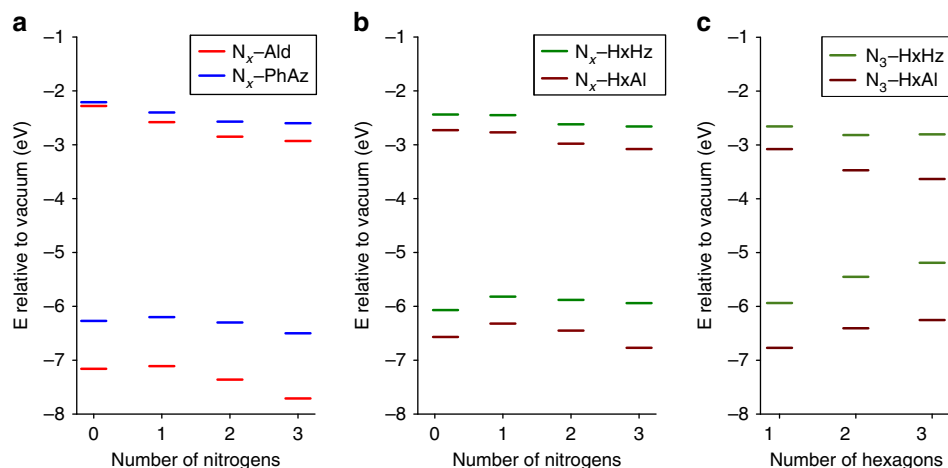 a
E relative to vacuum (eV)
–1
–2
–3
–4
–5
–6
–7
–8
Nₓ–Ald
Nₓ–PhAz
0 1 2 3
Number of nitrogens
b
E relative to vacuum (eV)
–1
–2
–3
–4
–5
–6
–7
–8
Nₓ–HxHz
Nₓ–HxAl
0 1 2 3
Number of nitrogens
c
E relative to vacuum (eV)
–1
–2
–3
–4
–5
–6
–7
–8
N₃–HxHz
N₃–HxAl
1 2 3
Number of hexagons